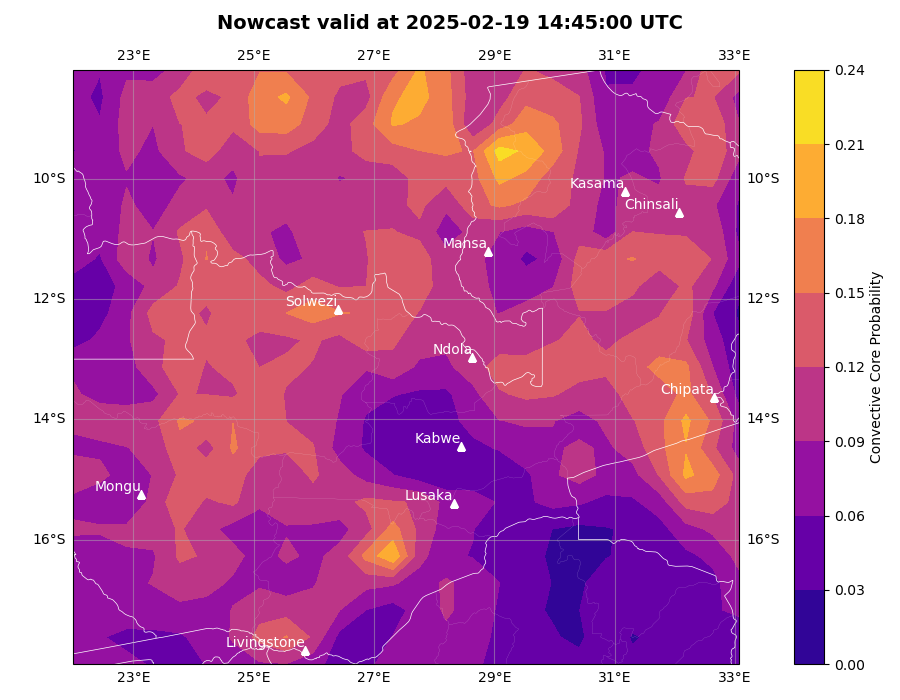 Nowcast valid at 2025-02-19 14:45:00 UTC
23°E 25°E 27°E 29°E 31°E 33°E
0.24
0.21
10°S Kasama 10°S
Chinsali
0.18
Mansa
0.15
12°S Solwezi 12°S
Ndola
0.12
Chipata
14°S 14°S
Kabwe
0.09
Mongu
Lusaka
0.06
16°S 16°S
0.03
Livingstone
0.00
23°E 25°E 27°E 29°E 31°E 33°E
Convective Core Probability